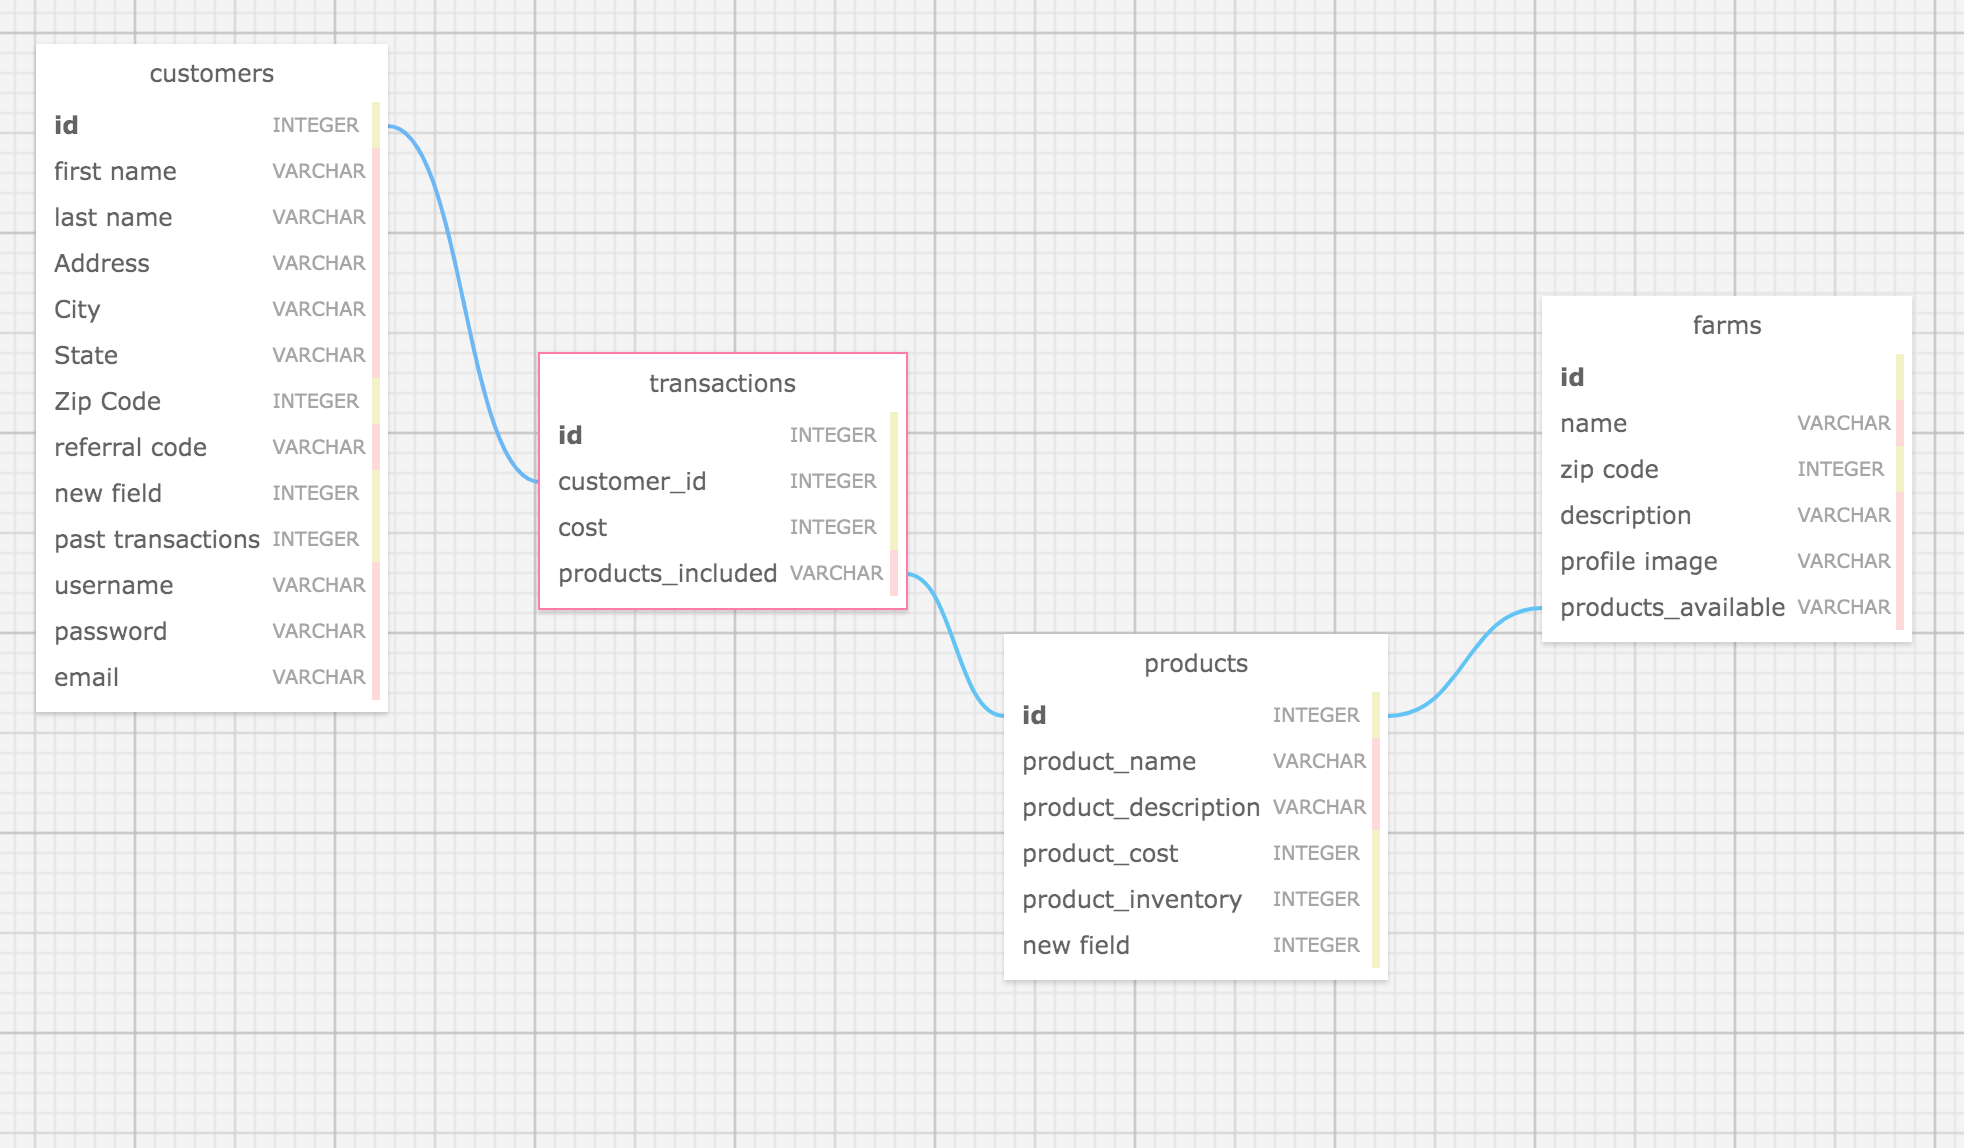 customers
id INTEGER
first name VARCHAR
last name VARCHAR
Address VARCHAR
City VARCHAR
State VARCHAR
Zip Code INTEGER
referral code VARCHAR
new field INTEGER
past transactions INTEGER
username VARCHAR
password VARCHAR
email VARCHAR
transactions
id INTEGER
customer_id INTEGER
cost INTEGER
products_included VARCHAR
products
id INTEGER
product_name VARCHAR
product_description VARCHAR
product_cost INTEGER
product_inventory INTEGER
new field INTEGER
farms
id
name VARCHAR
zip code INTEGER
description VARCHAR
profile image VARCHAR
products_available VARCHAR